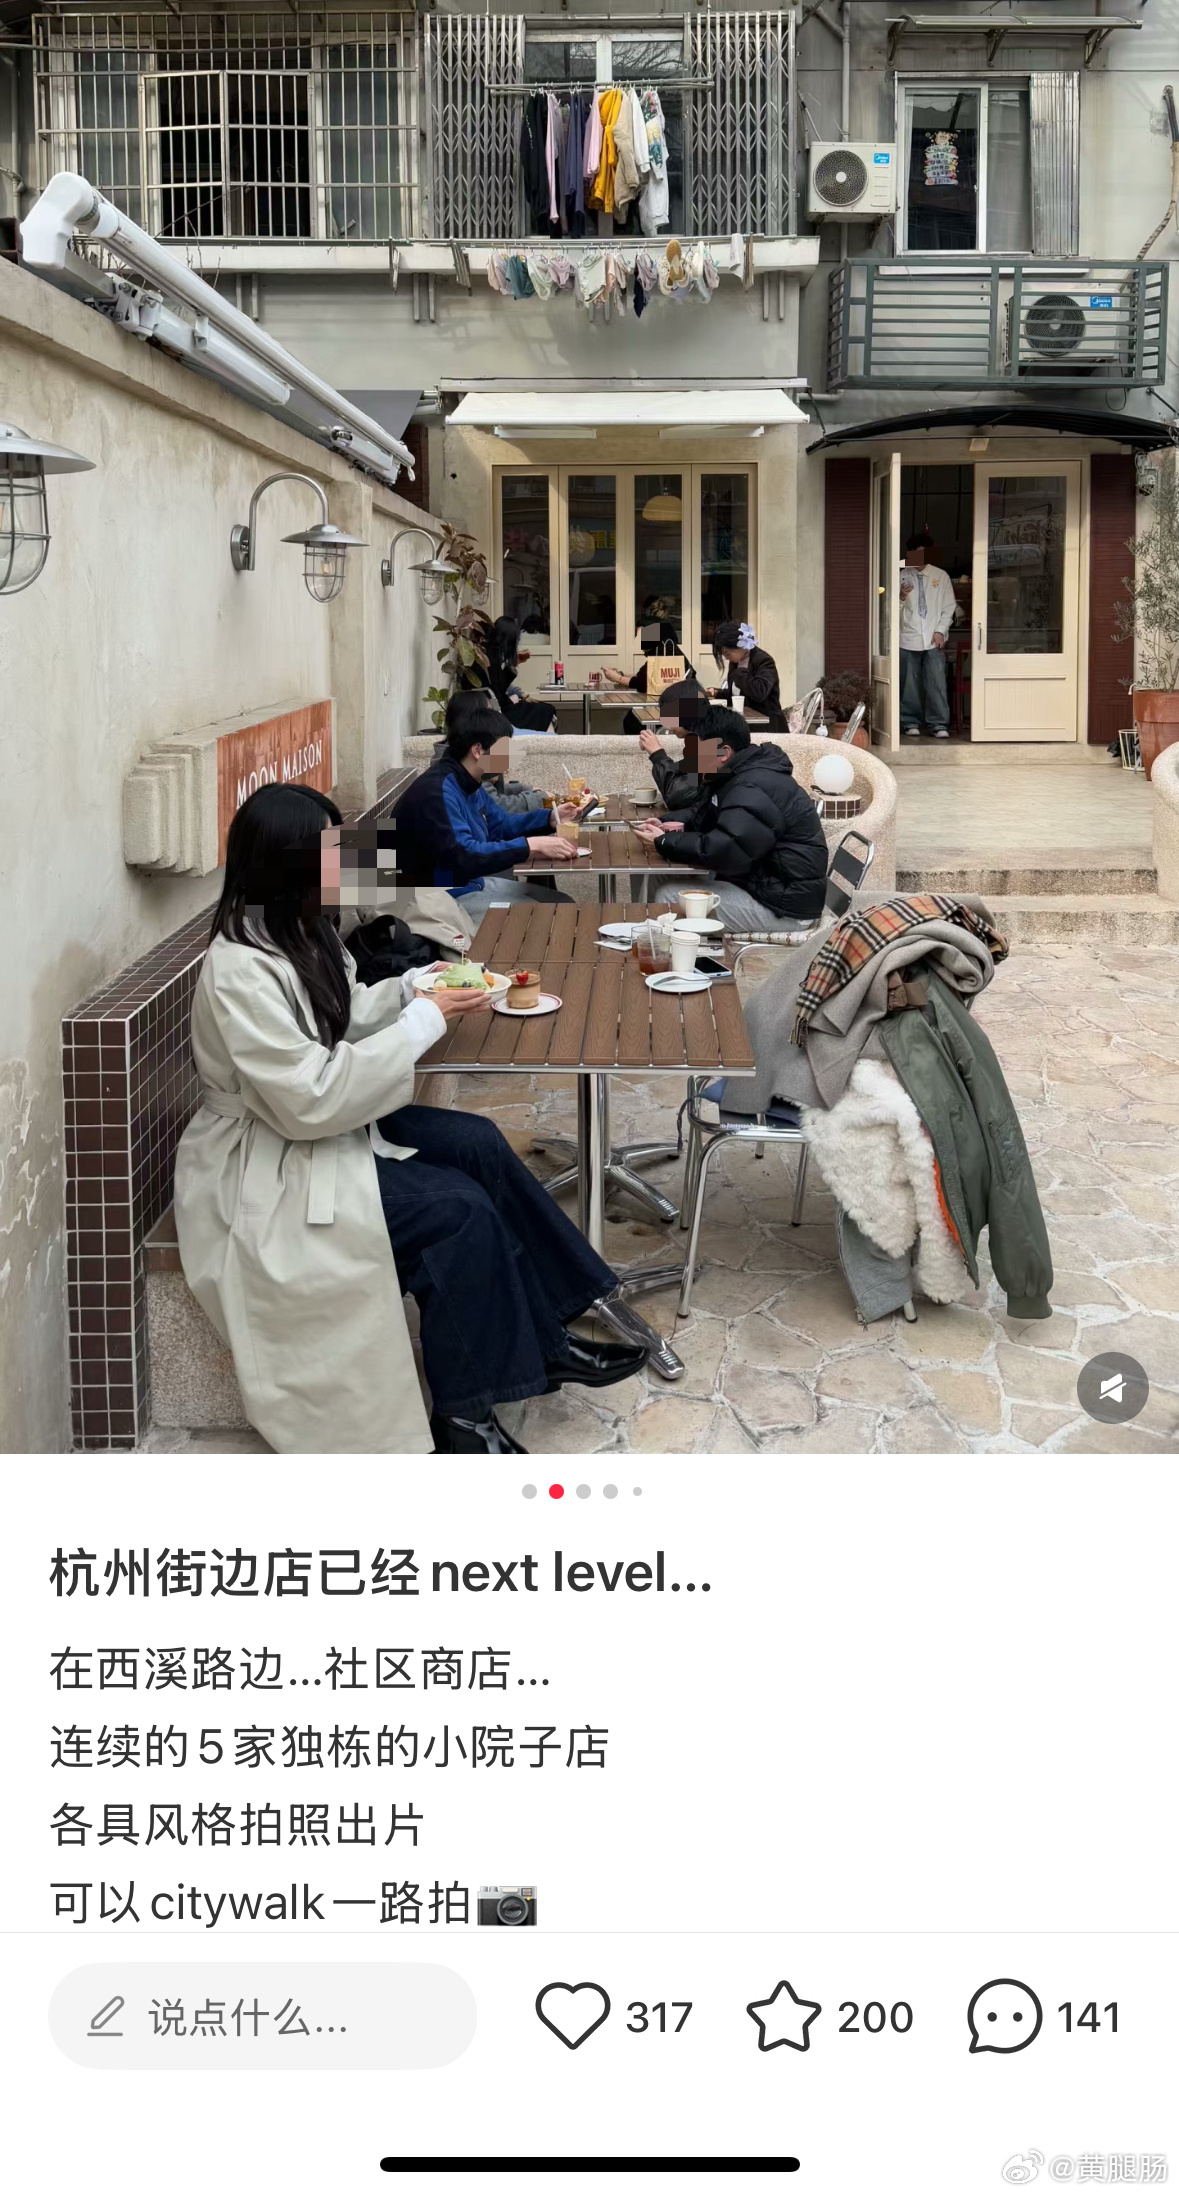 MOON MAISON
MUJI
杭州街边店已经next level...
在西溪路边...社区商店...
连续的5家独栋的小院子店
各具风格拍照出片
可以citywalk一路拍📷
说点什么...
317
200
141
@黄腿肠